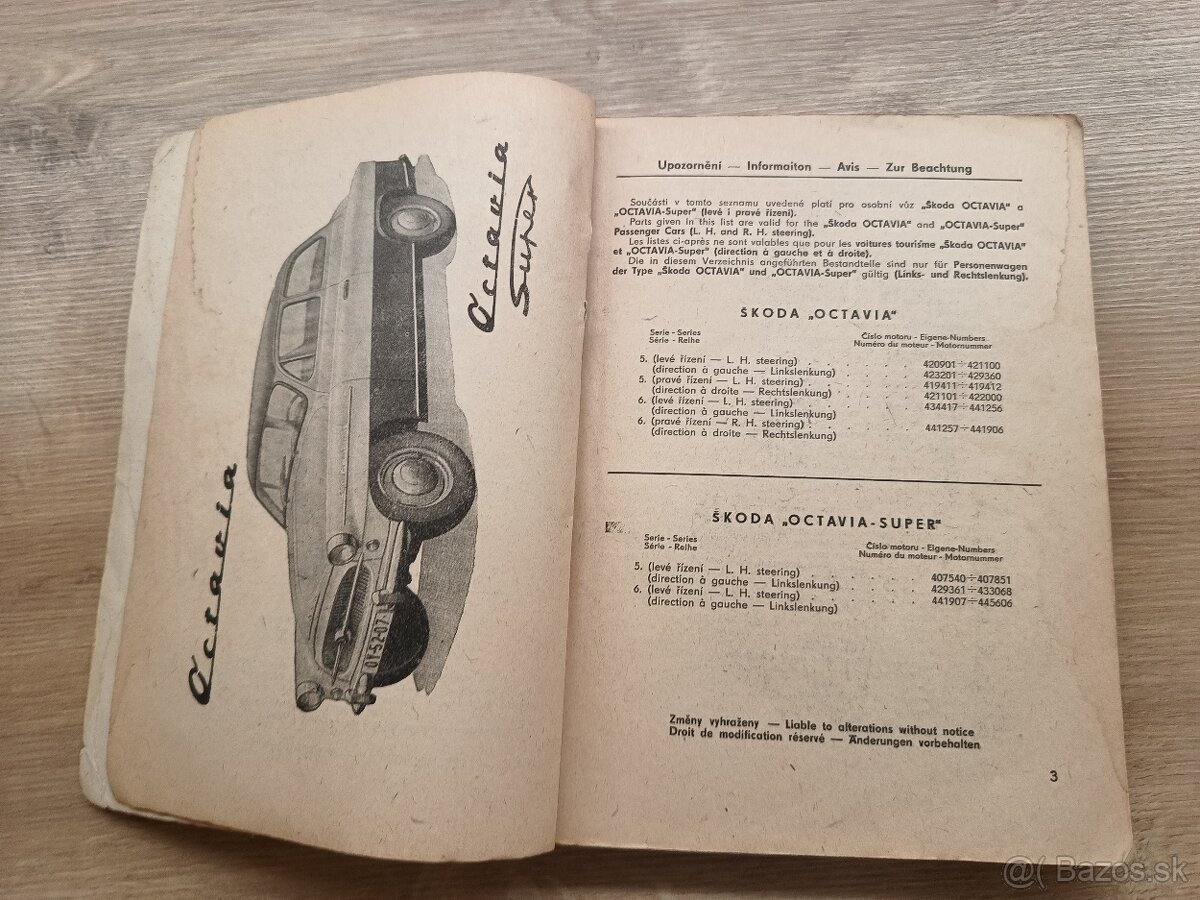 Octavia
Octavia
Super
01-52-07
Upozornění — Informaiton — Avis — Zur Beachtung
Součásti v tomto seznamu uvedené platí pro osobní vůz „Škoda OCTAVIA“ a
„OCTAVIA-Super“ (levé i pravé řízení).
Parts given in this list are valid for the „Škoda OCTAVIA“ and „OCTAVIA-Super“
Passenger Cars (L. H. and R. H. steering).
Les listes ci-après ne sont valables que pour les voitures tourisme „Škoda OCTAVIA“
et „OCTAVIA-Super“ (direction à gauche et à droite).
Die in diesem Verzeichnis angeführten Bestandteile sind nur für Personenwagen
der Type „Škoda OCTAVIA“ und „OCTAVIA-Super“ gültig (Links- und Rechtslenkung).
ŠKODA „OCTAVIA“
Serie - Series Číslo motoru - Eigene-Numbers
Série - Reihe Numéro du moteur - Motornummer
5. (levé řízení — L. H. steering) . . . . . 420901÷421100
(direction à gauche — Linkslenkung) 423201÷429360
5. (pravé řízení — L. H. steering) . . . . . 419411÷419412
(direction à droite — Rechtslenkung) 421101÷422000
6. (levé řízení — L. H. steering) . . . . . 434417÷441256
(direction à gauche — Linkslenkung)
6. (pravé řízení — R. H. steering) . . . . . 441257÷441906
(direction à droite — Rechtslenkung)
ŠKODA „OCTAVIA-SUPER“
Serie - Series Číslo motoru - Eigene-Numbers
Série - Reihe Numéro du moteur - Motornummer
5. (levé řízení — L. H. steering) . . . . . 407540÷407851
(direction à gauche — Linkslenkung) 429361÷433068
6. (levé řízení — L. H. steering) . . . . . 441907÷445606
(direction à gauche — Linkslenkung)
Změny vyhraženy — Liable to alterations without notice
Droit de modification réservé — Änderungen vorbehalten
3
@( Bazos.sk